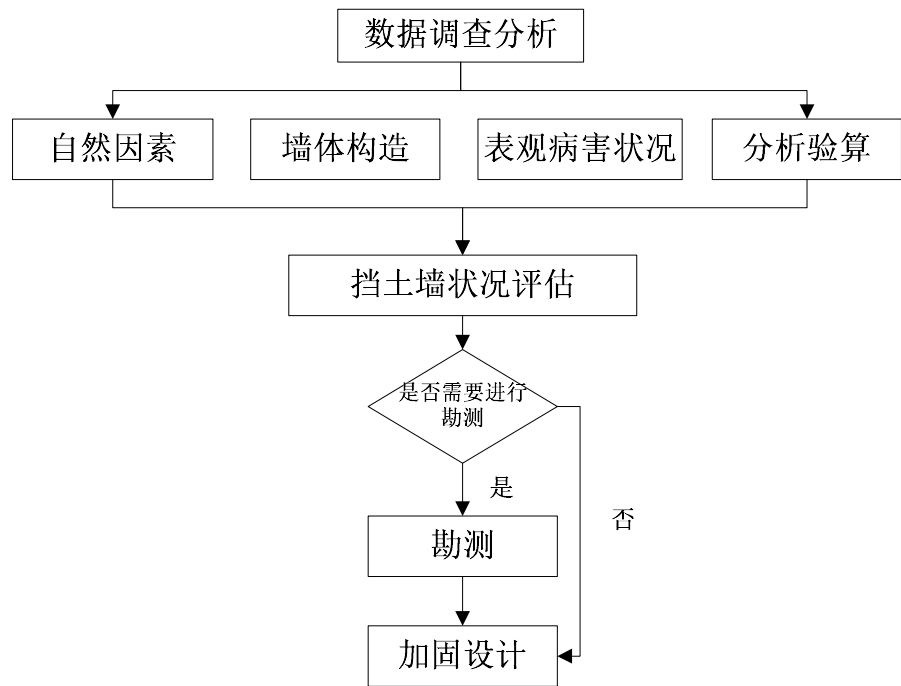 数据调查分析
自然因素
墙体构造
表观病害状况
分析验算
挡土墙状况评估
是否需要进行
勘测
是
否
勘测
加固设计